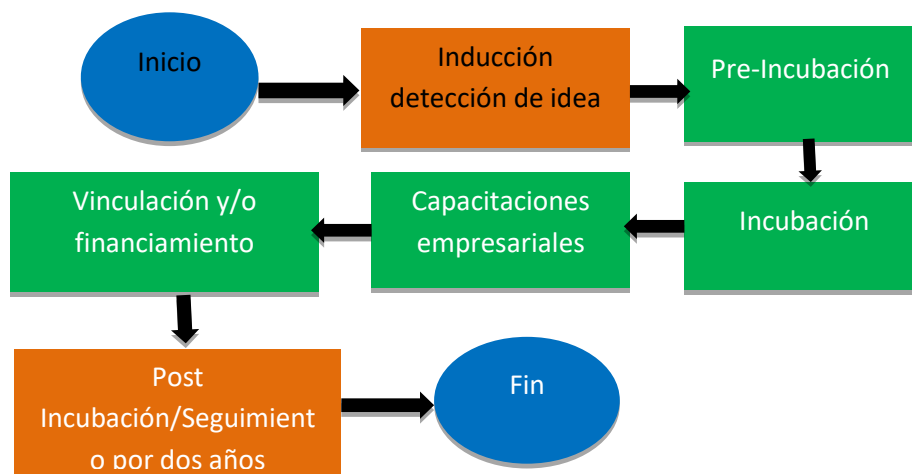 Inicio
Inducción
detección de idea
Pre-Incubación
Vinculación y/o
financiamiento
Capacitaciones
empresariales
Incubación
Post
Incubación/Seguimient
o por dos años
Fin